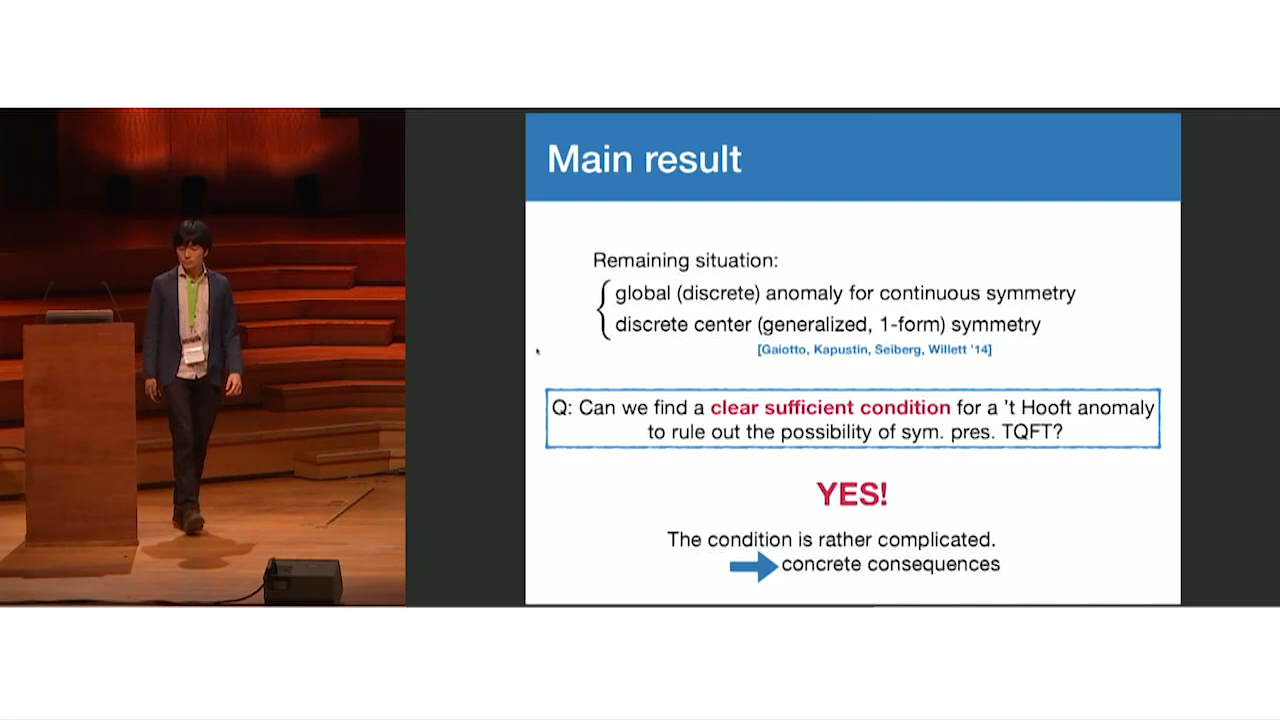 Main result
Remaining situation:
global (discrete) anomaly for continuous symmetry
discrete center (generalized, 1-form) symmetry
[Gaiotto, Kapustin, Seiberg, Willett '14]
Q: Can we find a clear sufficient condition for a 't Hooft anomaly
to rule out the possibility of sym. pres. TQFT?
YES!
The condition is rather complicated.
concrete consequences